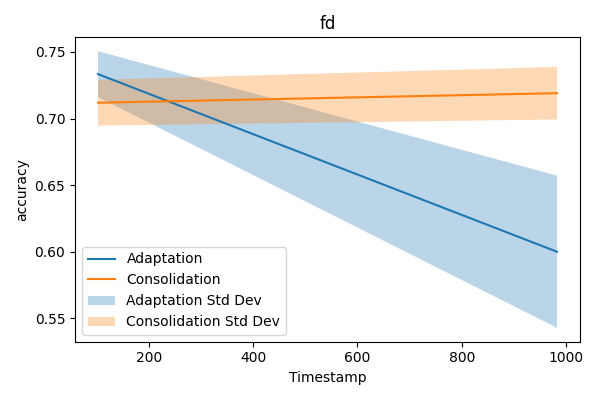 fd
0.75
0.70
0.65
0.60
0.55
accuracy
Adaptation
Consolidation
Adaptation Std Dev
Consolidation Std Dev
200 400 600 800 1000
Timestamp